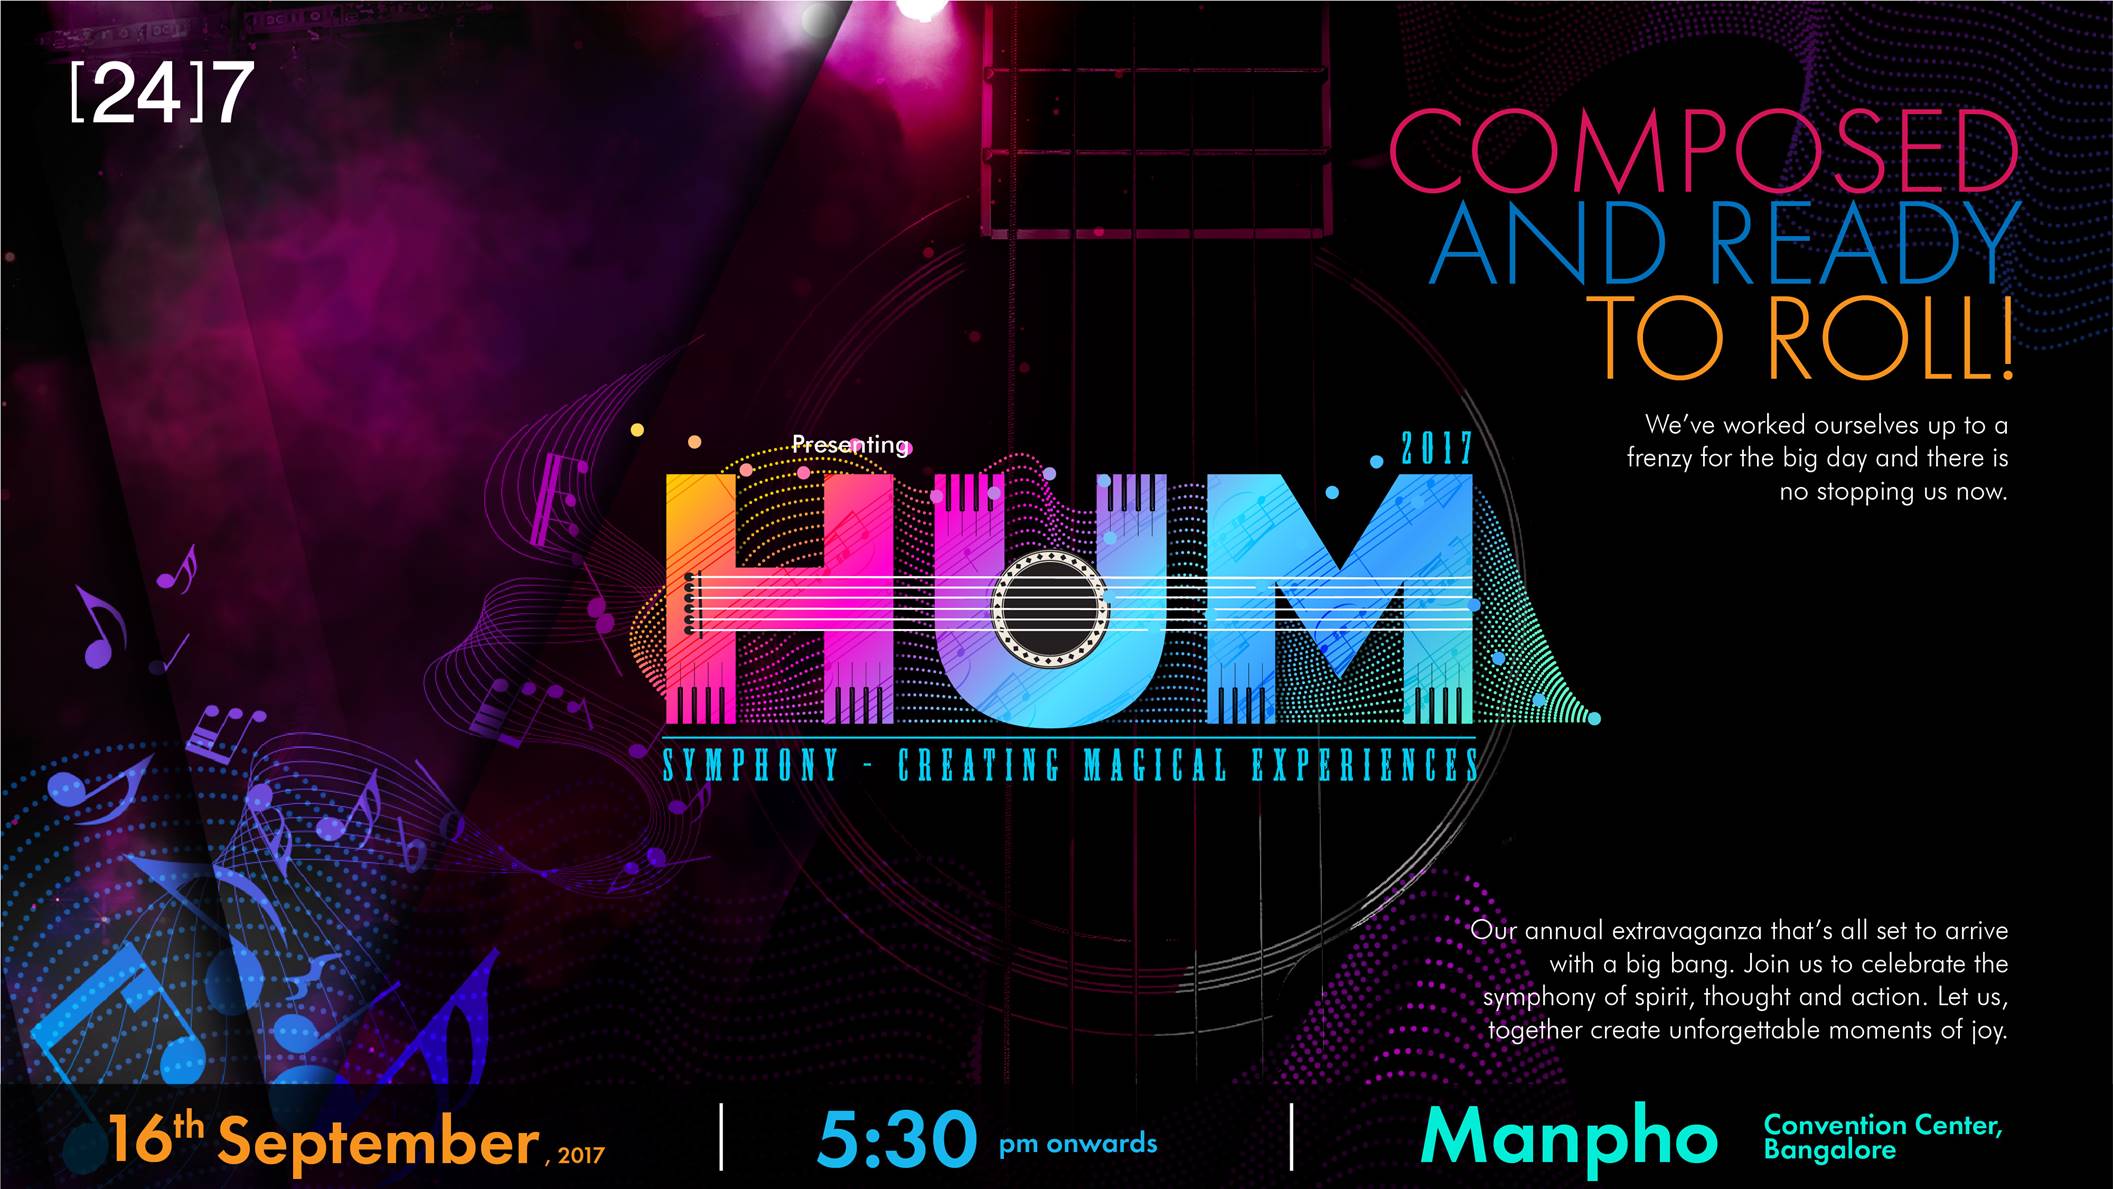 [24]7
COMPOSED
AND READY
TO ROLL!
We’ve worked ourselves up to a
frenzy for the big day and there is
no stopping us now.
Presenting
2017
HUM
SYMPHONY - CREATING MAGICAL EXPERIENCES
Our annual extravaganza that’s all set to arrive
with a big bang. Join us to celebrate the
symphony of spirit, thought and action. Let us,
together create unforgettable moments of joy.
16th September, 2017
5:30 pm onwards
Manpho
Convention Center,
Bangalore